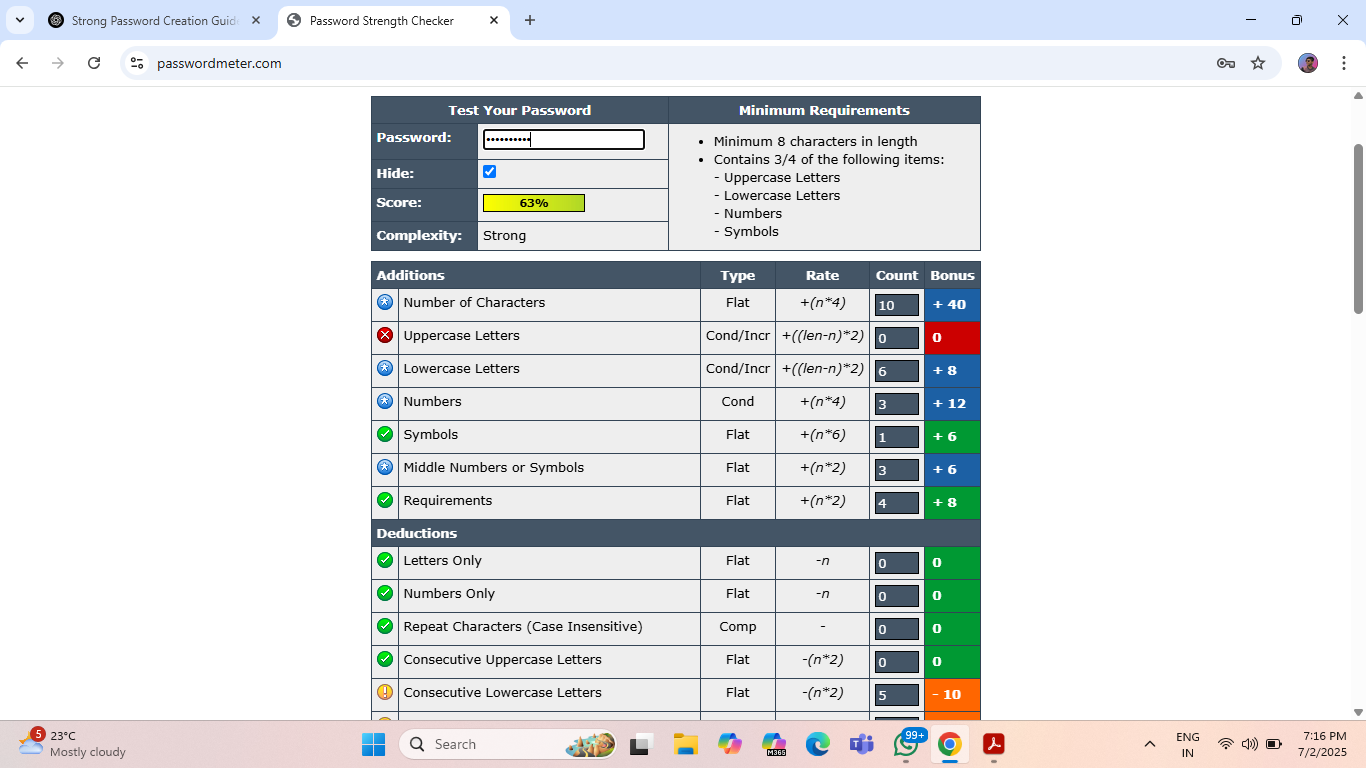 Strong Password Creation Guide
Password Strength Checker
passwordmeter.com
Test Your Password
Minimum Requirements
Password:
••••••••••
Hide:
Score:
63%
Complexity:
Strong
• Minimum 8 characters in length
• Contains 3/4 of the following items:
- Uppercase Letters
- Lowercase Letters
- Numbers
- Symbols
Additions Type Rate Count Bonus
Number of Characters Flat +(n*4) 10 + 40
Uppercase Letters Cond/Incr +((len-n)*2) 0 0
Lowercase Letters Cond/Incr +((len-n)*2) 6 + 8
Numbers Cond +(n*4) 3 + 12
Symbols Flat +(n*6) 1 + 6
Middle Numbers or Symbols Flat +(n*2) 3 + 6
Requirements Flat +(n*2) 4 + 8
Deductions
Letters Only Flat -n 0 0
Numbers Only Flat -n 0 0
Repeat Characters (Case Insensitive) Comp - 0 0
Consecutive Uppercase Letters Flat -(n*2) 0 0
Consecutive Lowercase Letters Flat -(n*2) 5 - 10
5
23°C
Mostly cloudy
Search
M365
99+
ENG
IN
7:16 PM
7/2/2025